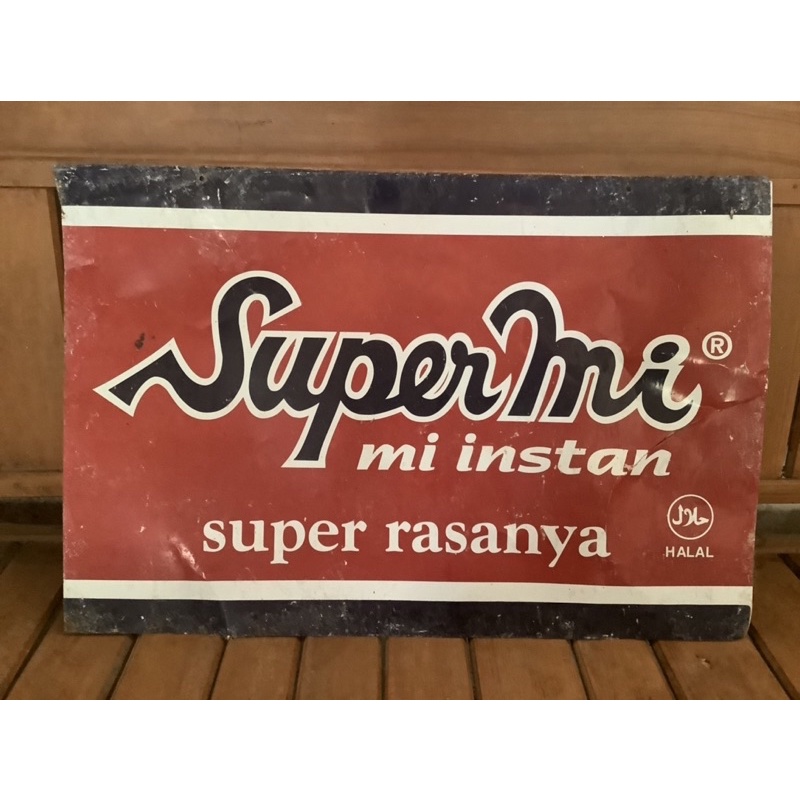 SuperMi®
mi instan
super rasanya
حلال
HALAL